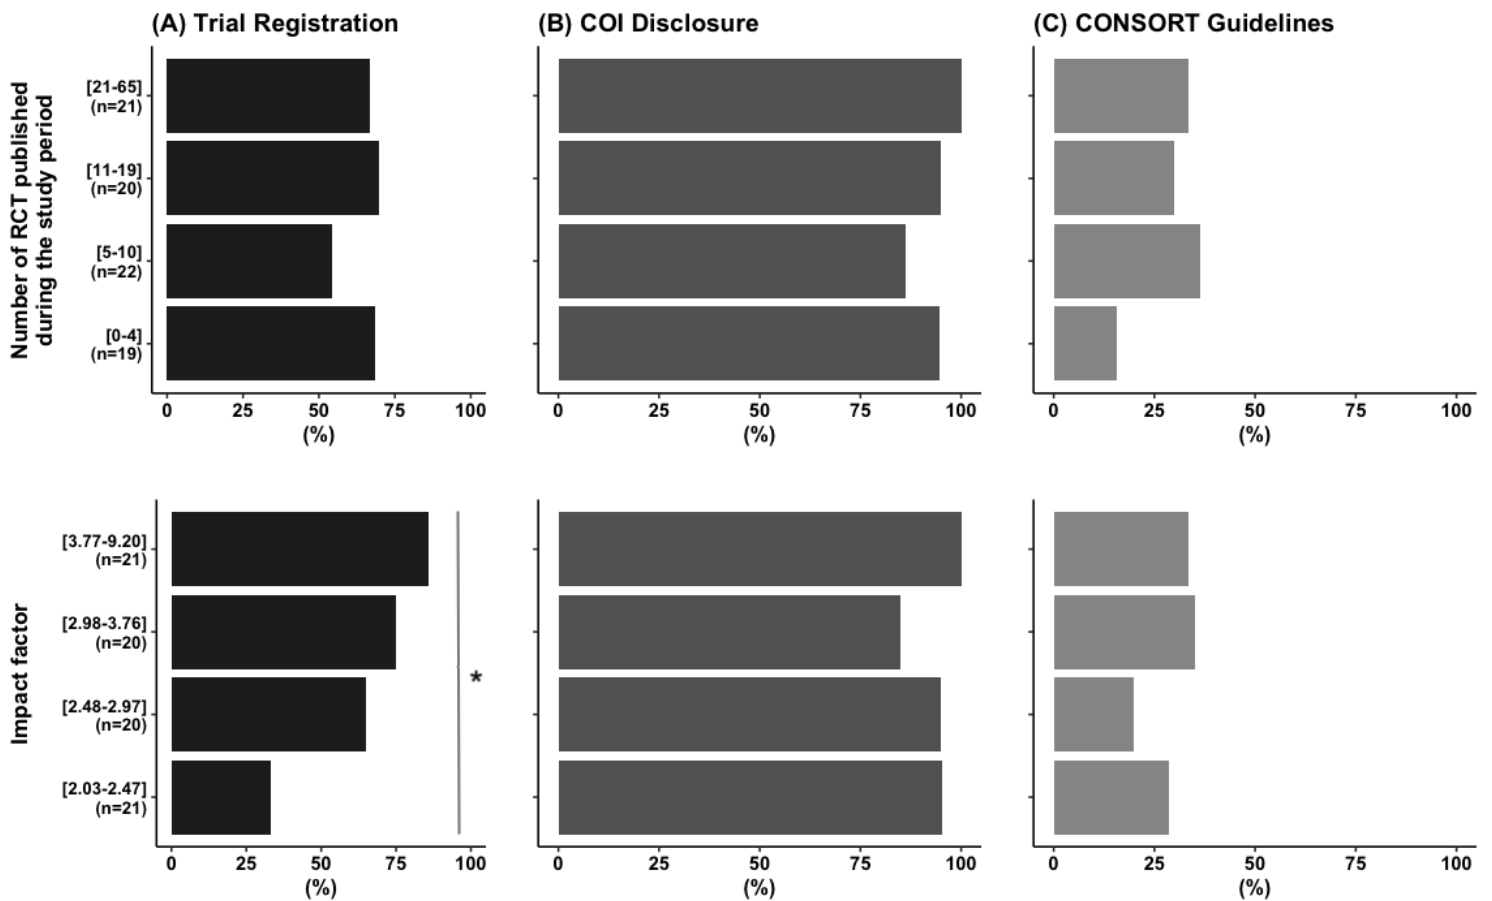 (A) Trial Registration
(B) COI Disclosure
(C) CONSORT Guidelines
Number of RCT published
during the study period
[21-65]
(n=21)
[11-19]
(n=20)
[5-10]
(n=22)
[0-4]
(n=19)
0 25 50 75 100
(%)
0 25 50 75 100
(%)
0 25 50 75 100
(%)
Impact factor
[3.77-9.20]
(n=21)
[2.98-3.76]
(n=20)
[2.48-2.97]
(n=20)
[2.03-2.47]
(n=21)
*
0 25 50 75 100
(%)
0 25 50 75 100
(%)
0 25 50 75 100
(%)